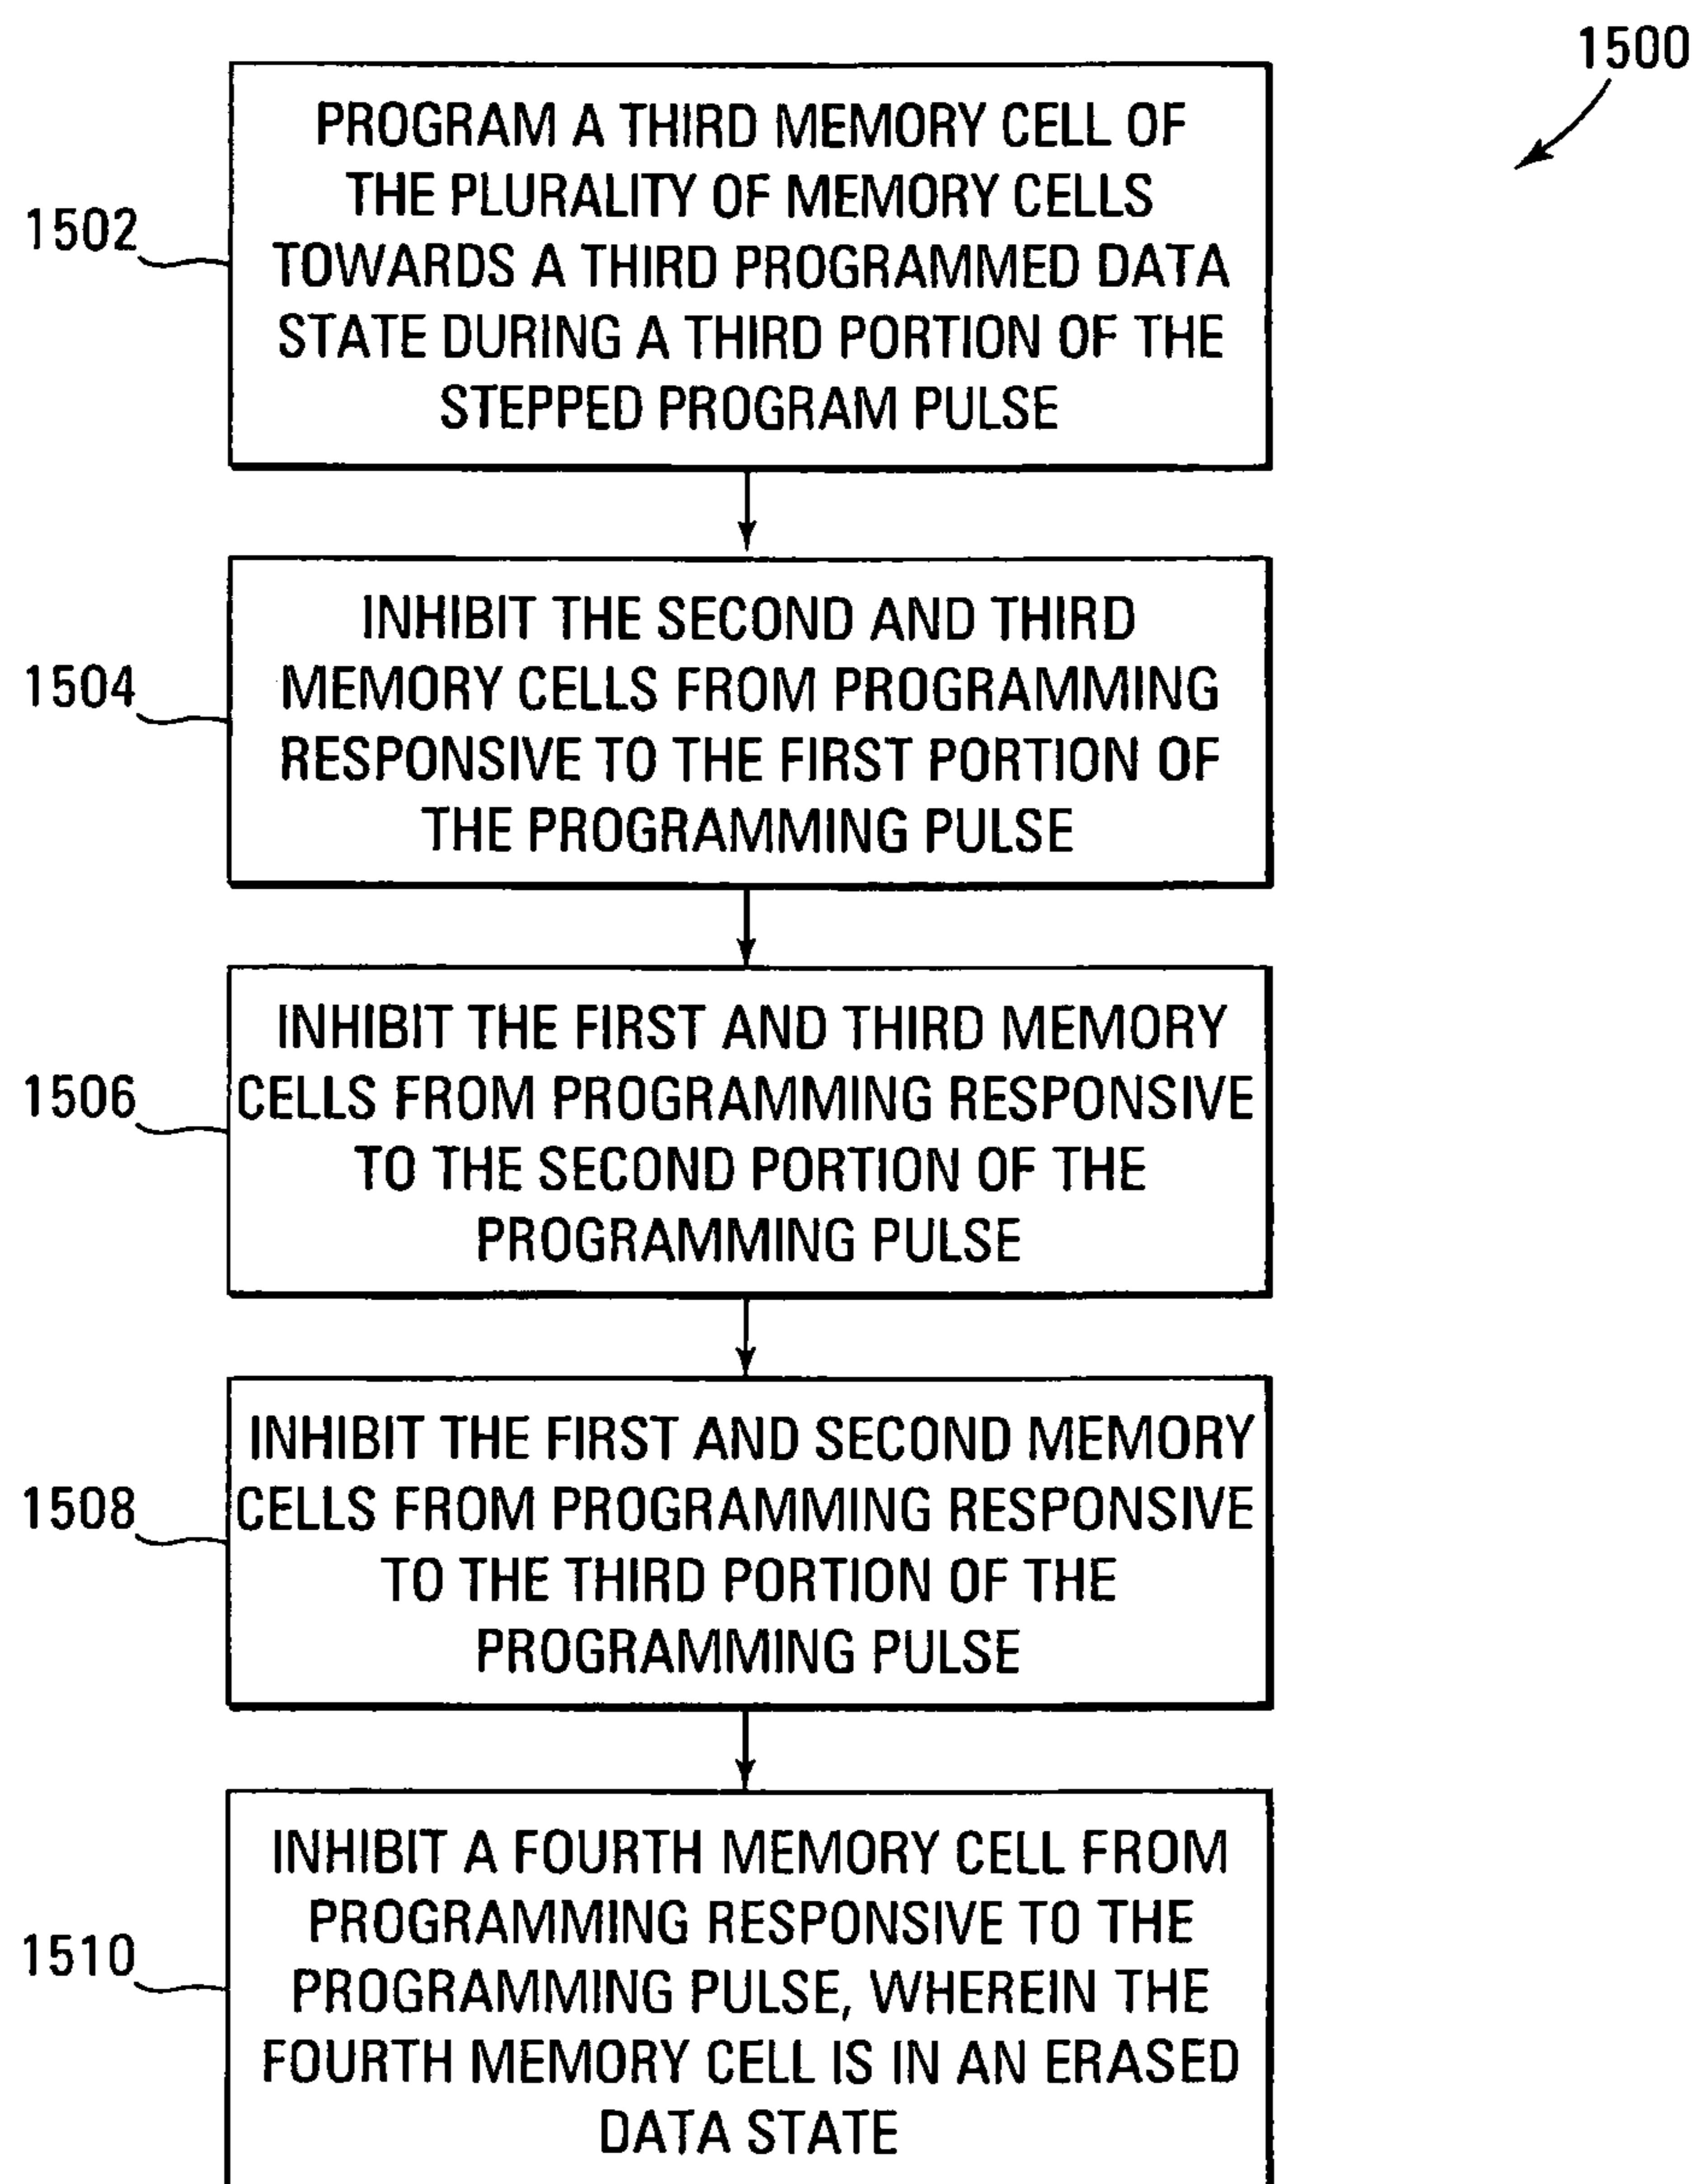 1500
1502
PROGRAM A THIRD MEMORY CELL OF
THE PLURALITY OF MEMORY CELLS
TOWARDS A THIRD PROGRAMMED DATA
STATE DURING A THIRD PORTION OF THE
STEPPED PROGRAM PULSE
1504
INHIBIT THE SECOND AND THIRD
MEMORY CELLS FROM PROGRAMMING
RESPONSIVE TO THE FIRST PORTION OF
THE PROGRAMMING PULSE
1506
INHIBIT THE FIRST AND THIRD MEMORY
CELLS FROM PROGRAMMING RESPONSIVE
TO THE SECOND PORTION OF THE
PROGRAMMING PULSE
1508
INHIBIT THE FIRST AND SECOND MEMORY
CELLS FROM PROGRAMMING RESPONSIVE
TO THE THIRD PORTION OF THE
PROGRAMMING PULSE
1510
INHIBIT A FOURTH MEMORY CELL FROM
PROGRAMMING RESPONSIVE TO THE
PROGRAMMING PULSE, WHEREIN THE
FOURTH MEMORY CELL IS IN AN ERASED
DATA STATE